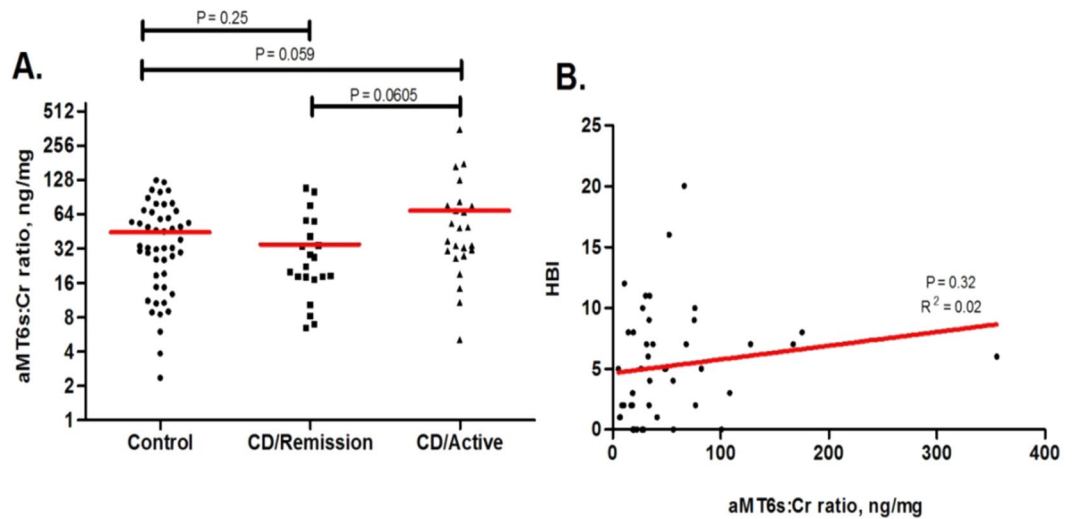 P = 0.25
P = 0.059
P = 0.0605
A.
aMT6s:Cr ratio, ng/mg
512
256
128
64
32
16
8
4
2
1
Control CD/Remission CD/Active
B.
HBI
25
20
15
10
5
0
P = 0.32
R² = 0.02
0 100 200 300 400
aMT6s:Cr ratio, ng/mg